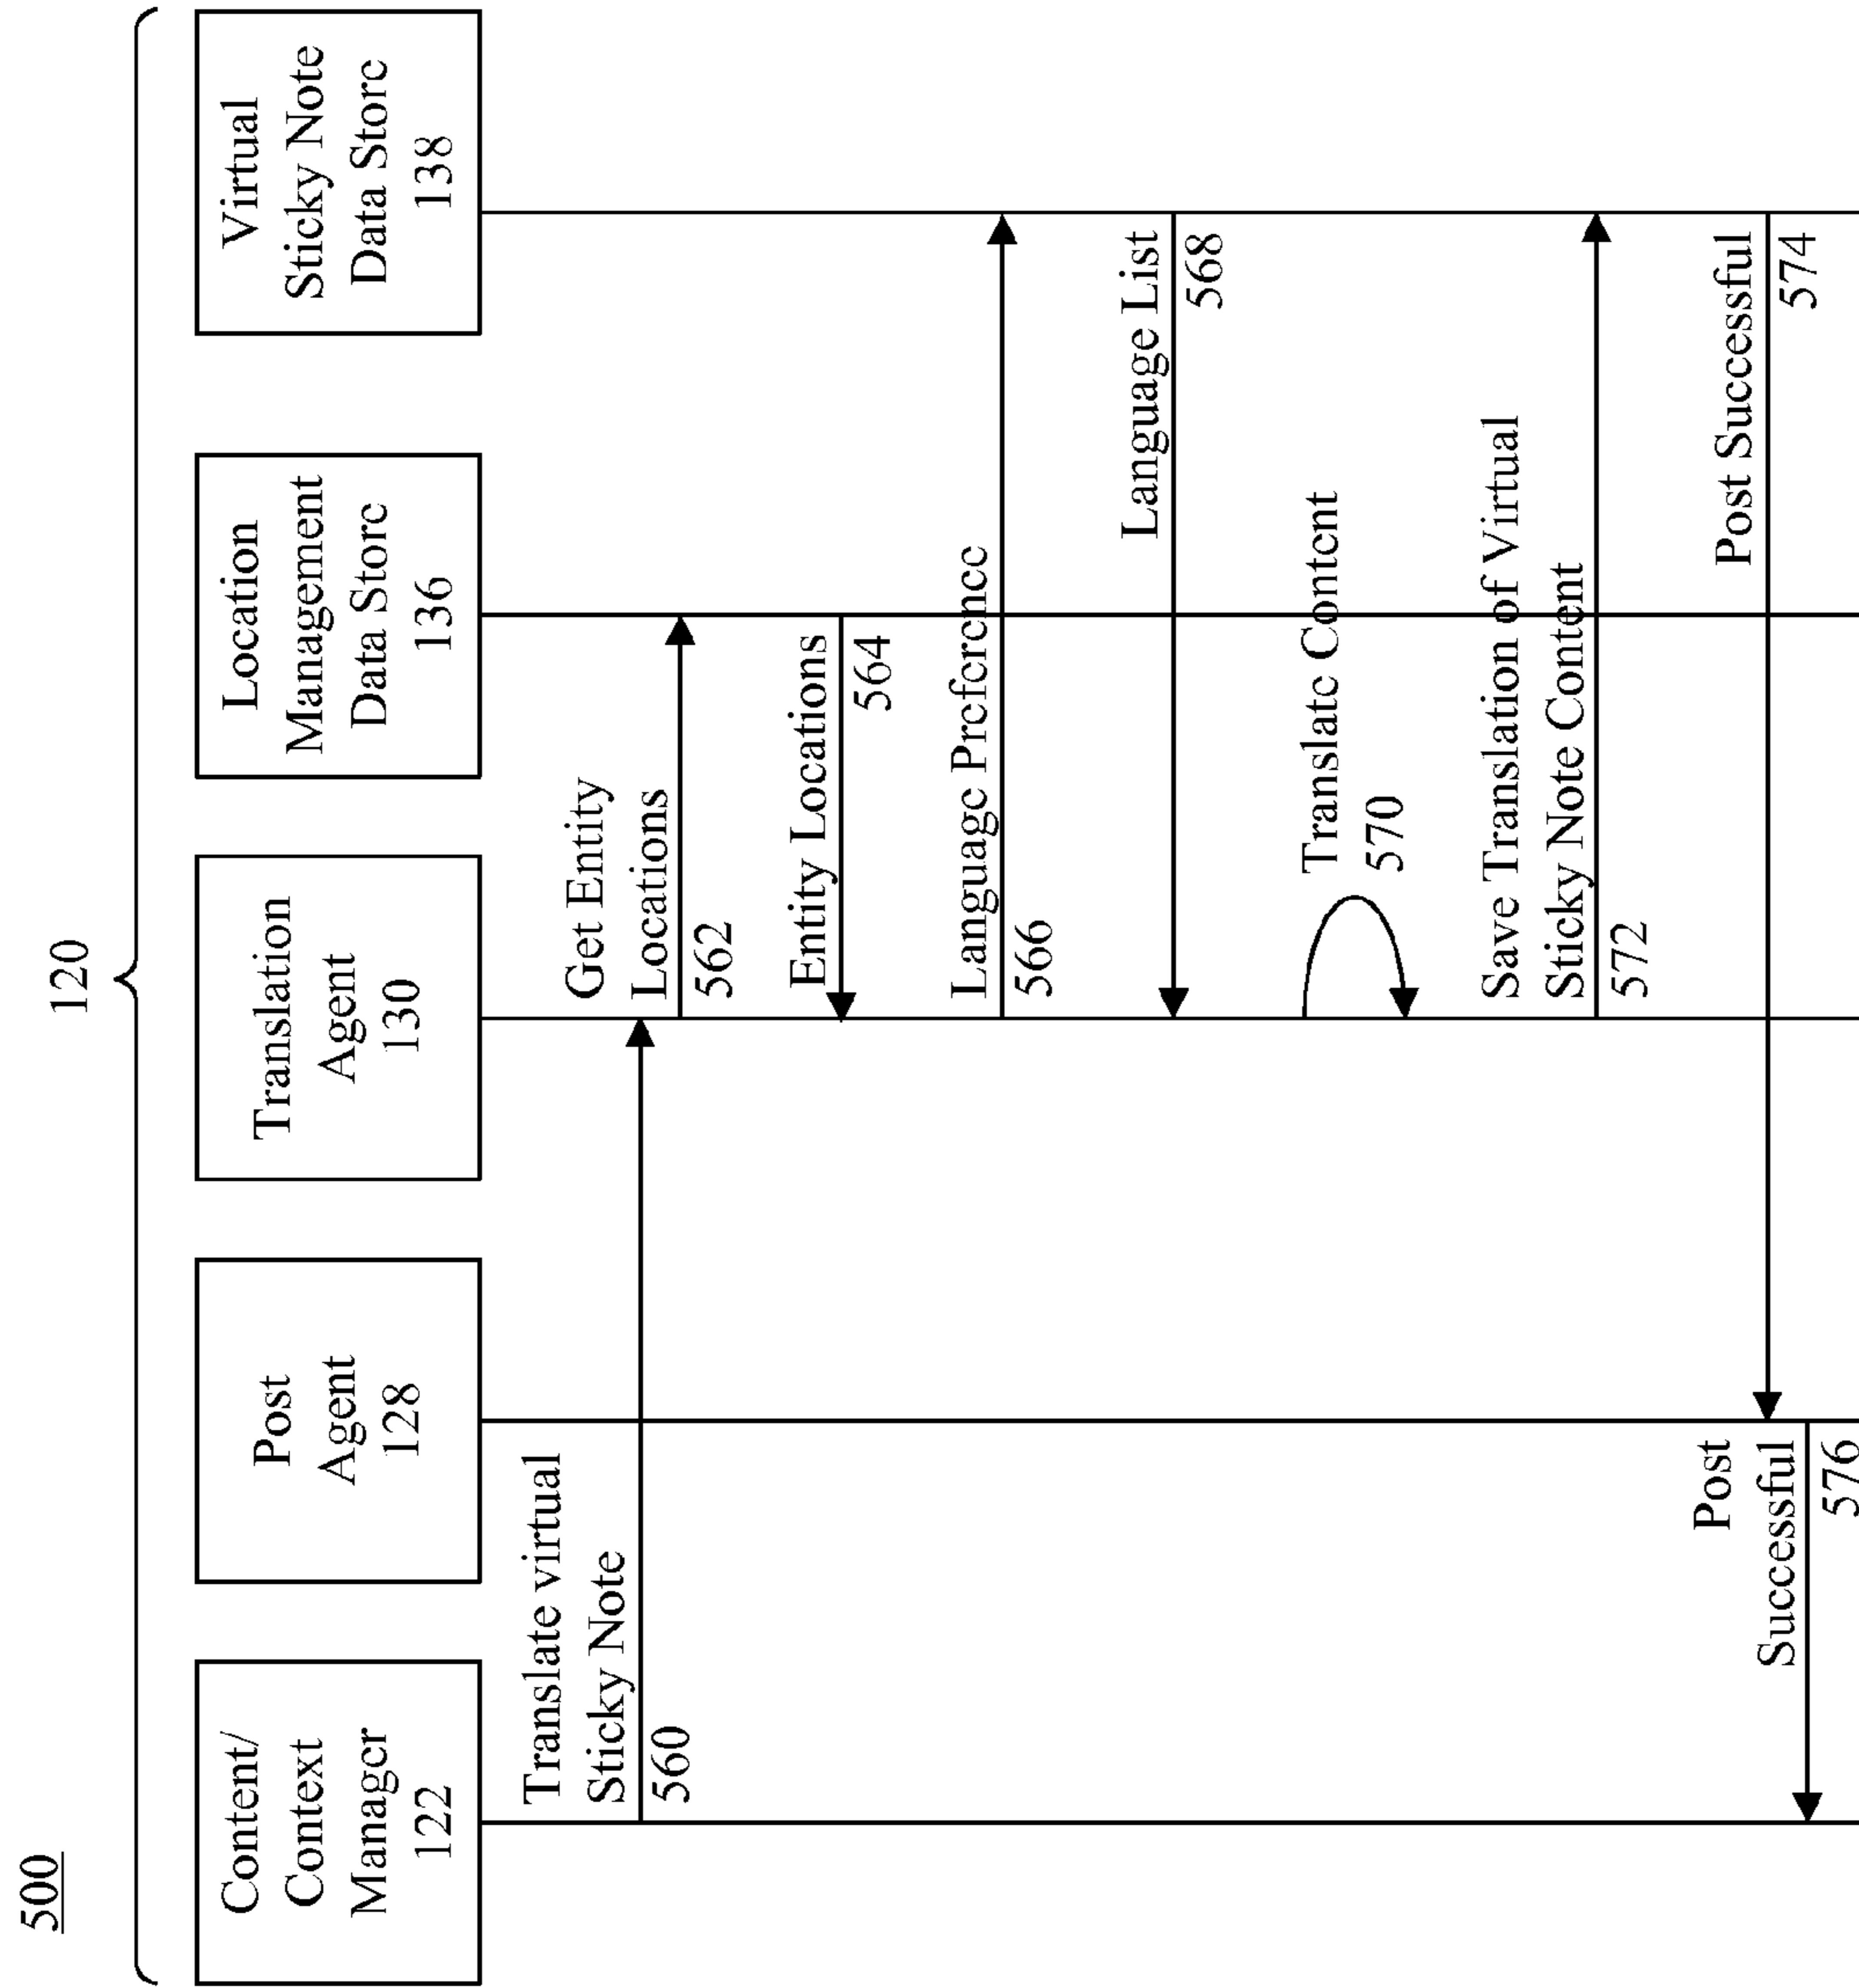 500
120
Content/
Context
Manager
122
Post
Agent
128
Translation
Agent
130
Location
Management
Data Store
136
Virtual
Sticky Note
Data Store
138
Translate virtual
Sticky Note
560
Get Entity
Locations
562
Entity Locations
564
Language Preference
566
Language List
568
Translate Content
570
Save Translation of Virtual
Sticky Note Content
572
Post Successful
574
Post
Successful
576